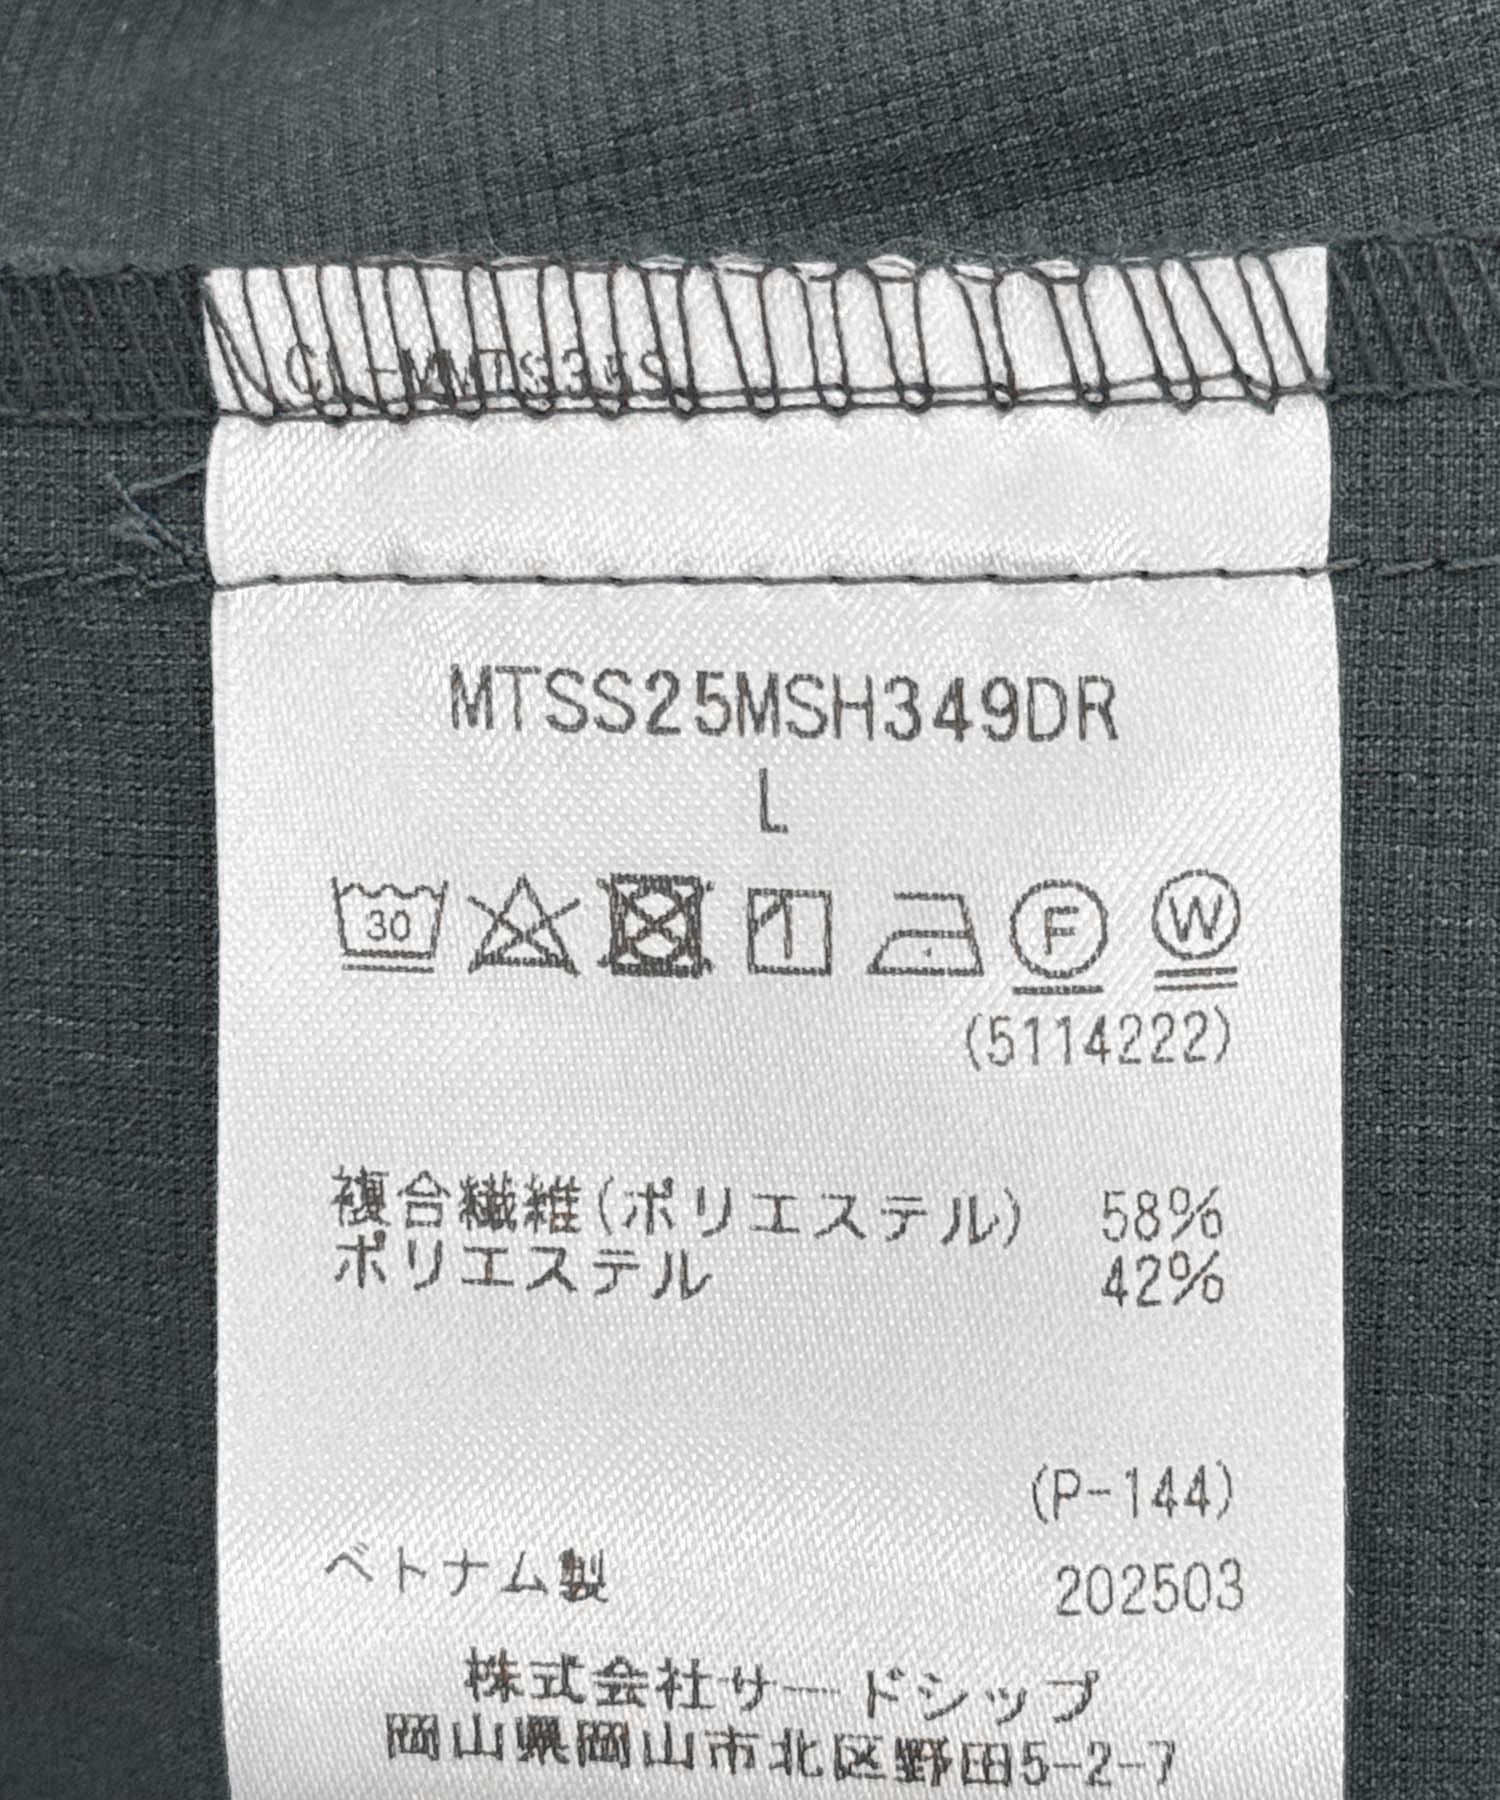 MTSS25MSH349DR
L
30 F W
(5114222)
複合繊維(ポリエステル) 58%
ポリエステル 42%
(P-144)
ベトナム製 202503
株式会社サードシップ
岡山県岡山市北区野田5-2-7